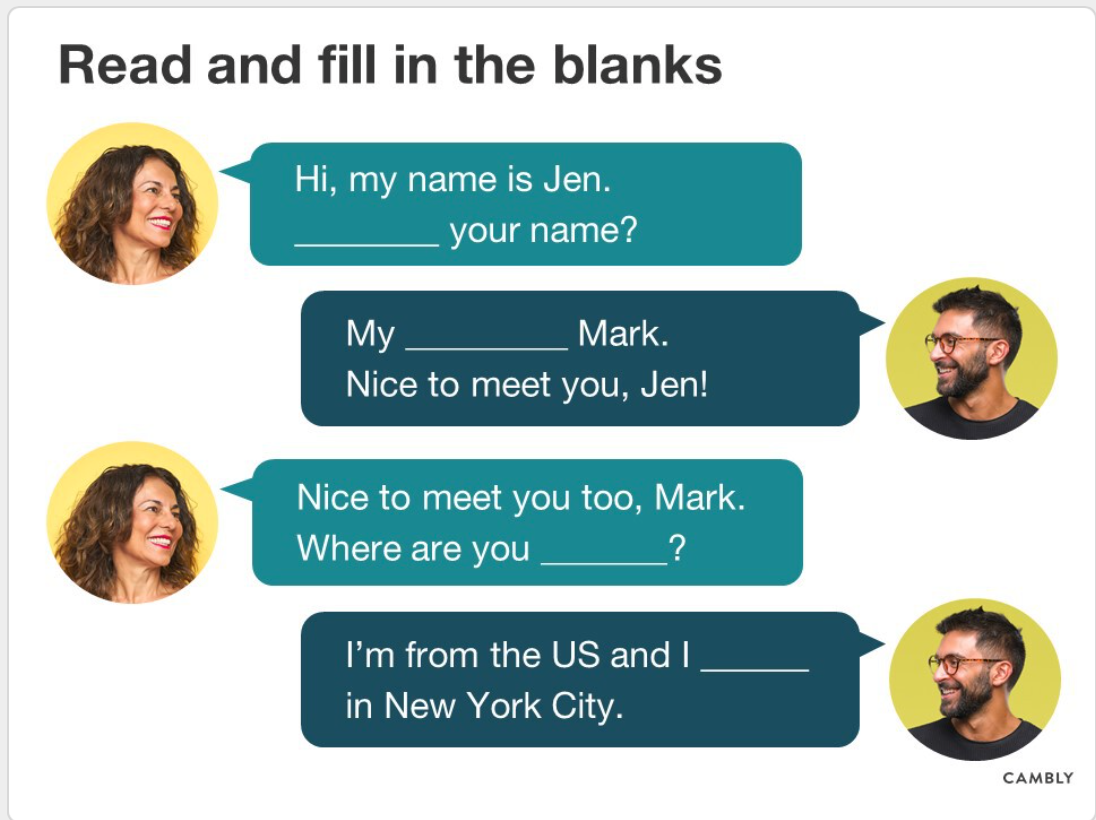 Read and fill in the blanks
Hi, my name is Jen.
________ your name?
My _________ Mark.
Nice to meet you, Jen!
Nice to meet you too, Mark.
Where are you _______?
I’m from the US and I ______
in New York City.
CAMBLY